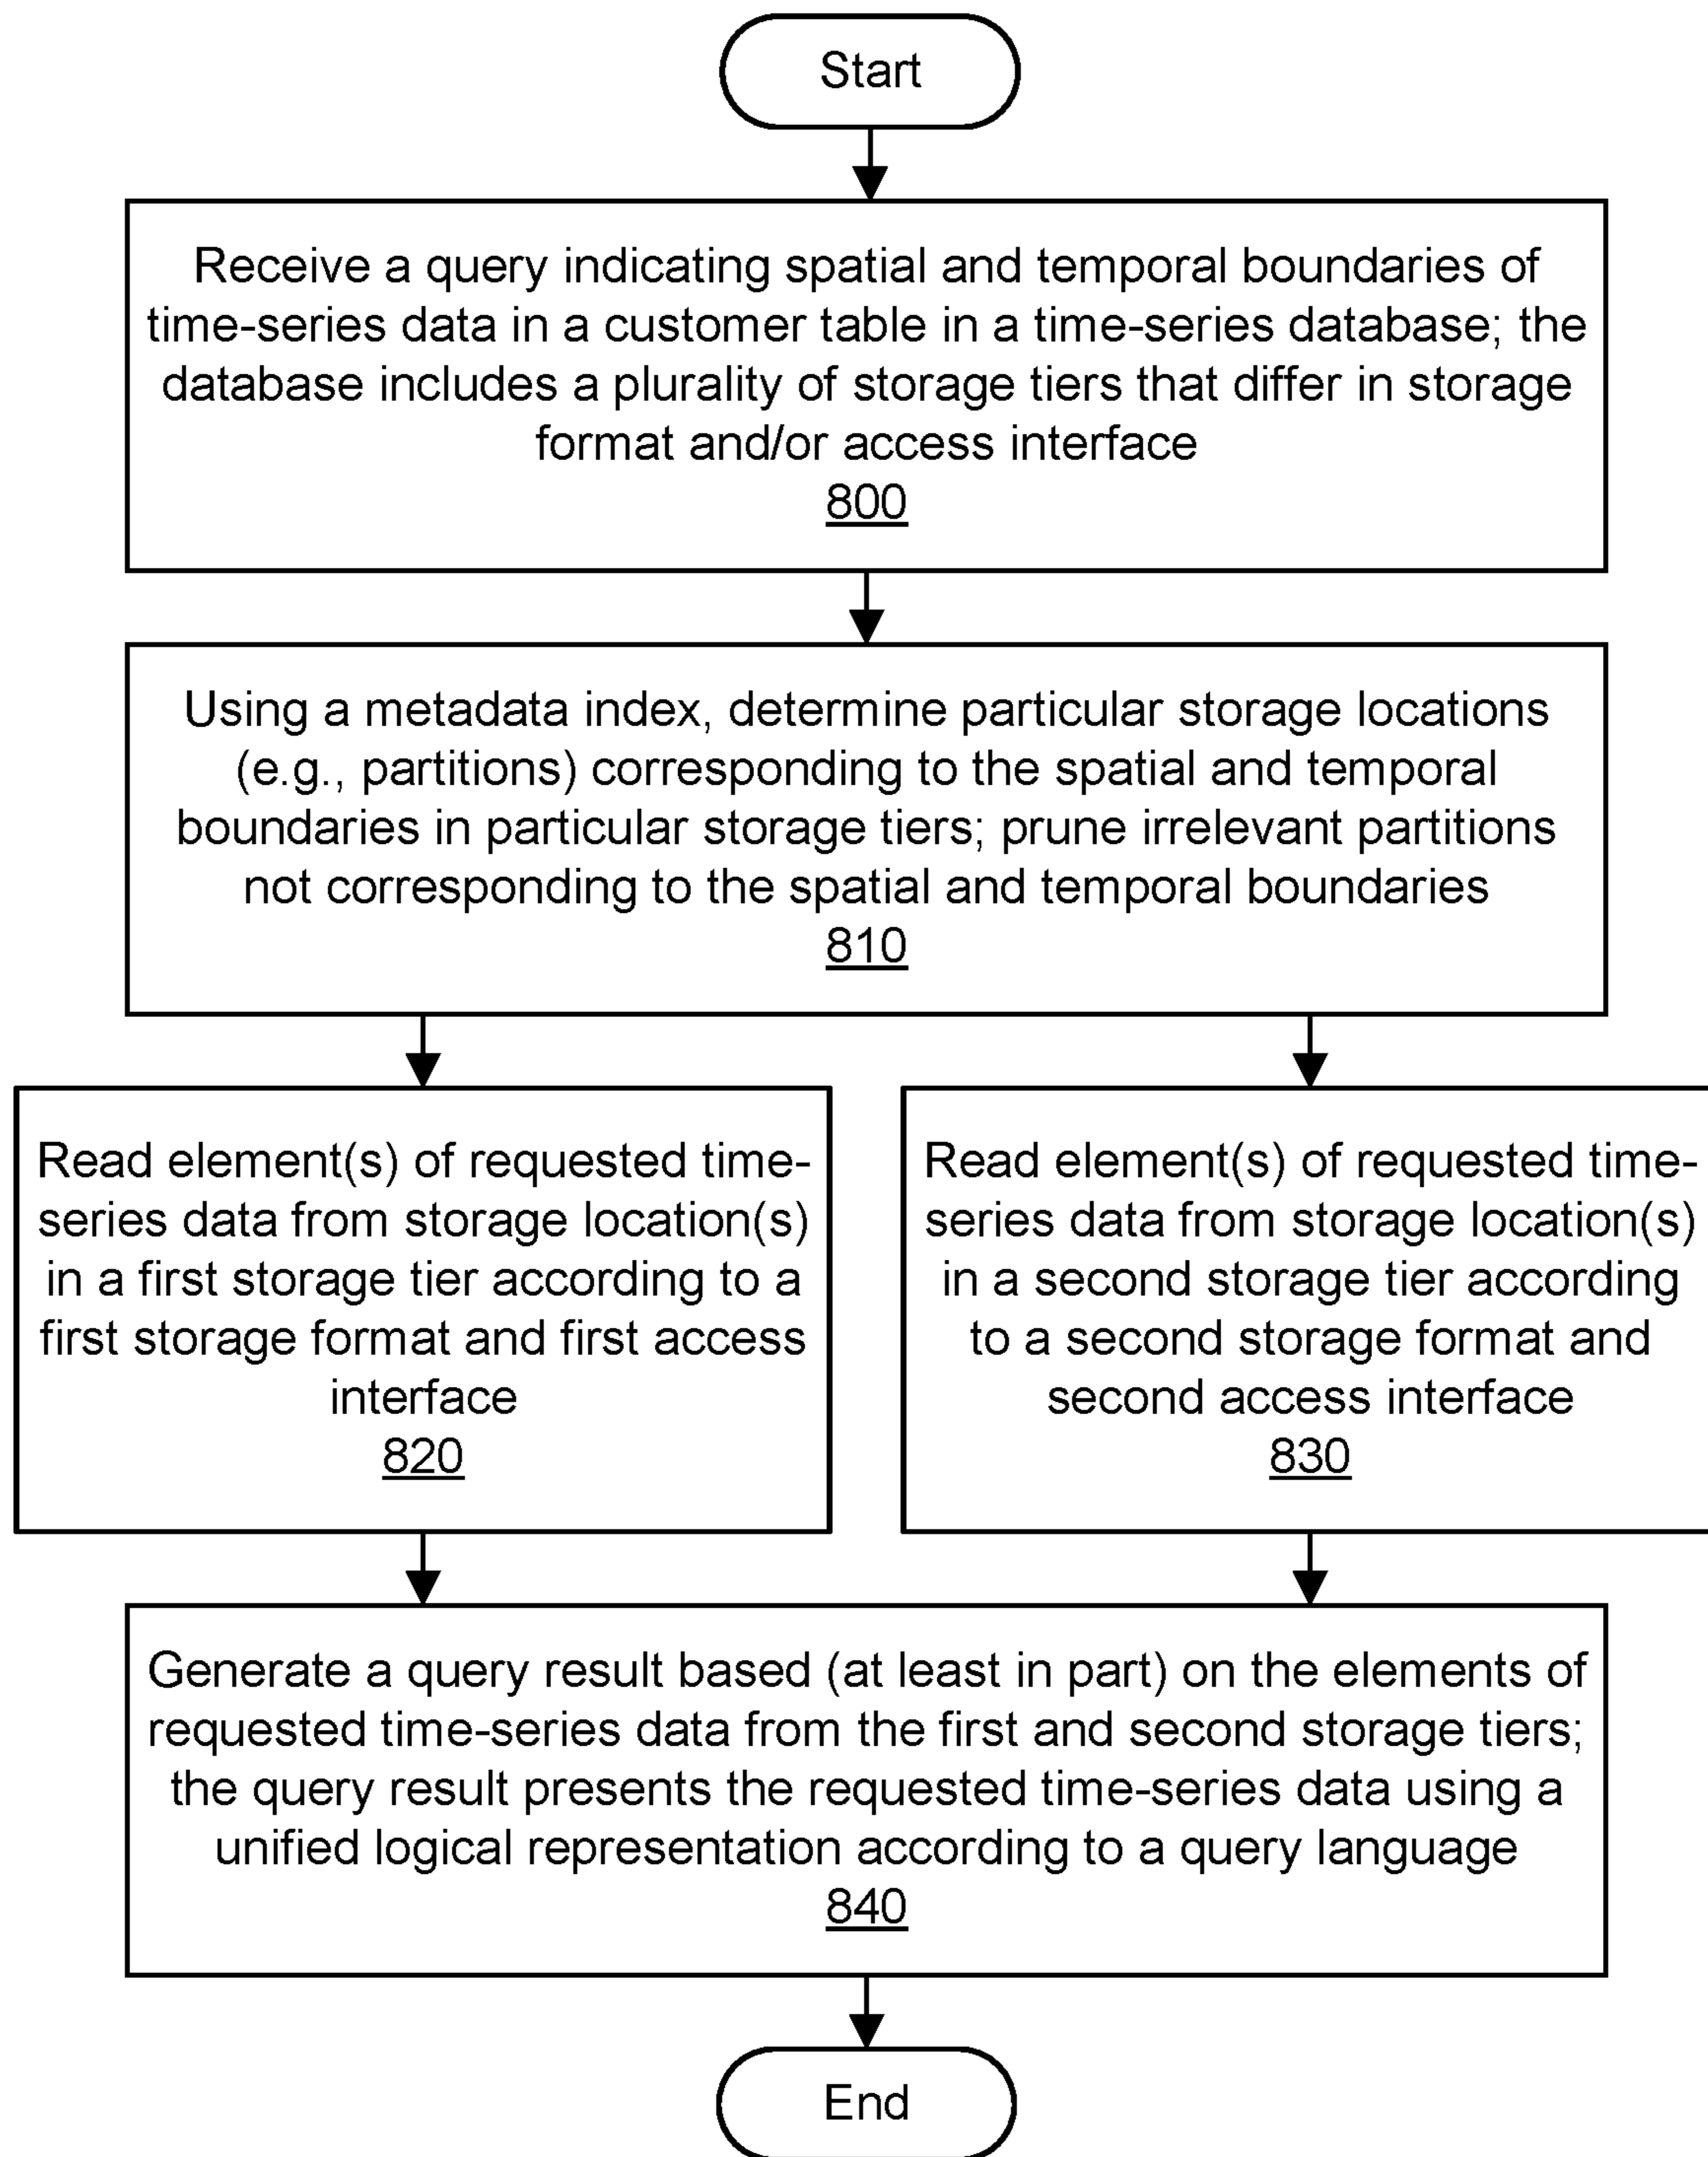 Start
Receive a query indicating spatial and temporal boundaries of
time-series data in a customer table in a time-series database; the
database includes a plurality of storage tiers that differ in storage
format and/or access interface
800
Using a metadata index, determine particular storage locations
(e.g., partitions) corresponding to the spatial and temporal
boundaries in particular storage tiers; prune irrelevant partitions
not corresponding to the spatial and temporal boundaries
810
Read element(s) of requested time-
series data from storage location(s)
in a first storage tier according to a
first storage format and first access
interface
820
Read element(s) of requested time-
series data from storage location(s)
in a second storage tier according
to a second storage format and
second access interface
830
Generate a query result based (at least in part) on the elements of
requested time-series data from the first and second storage tiers;
the query result presents the requested time-series data using a
unified logical representation according to a query language
840
End